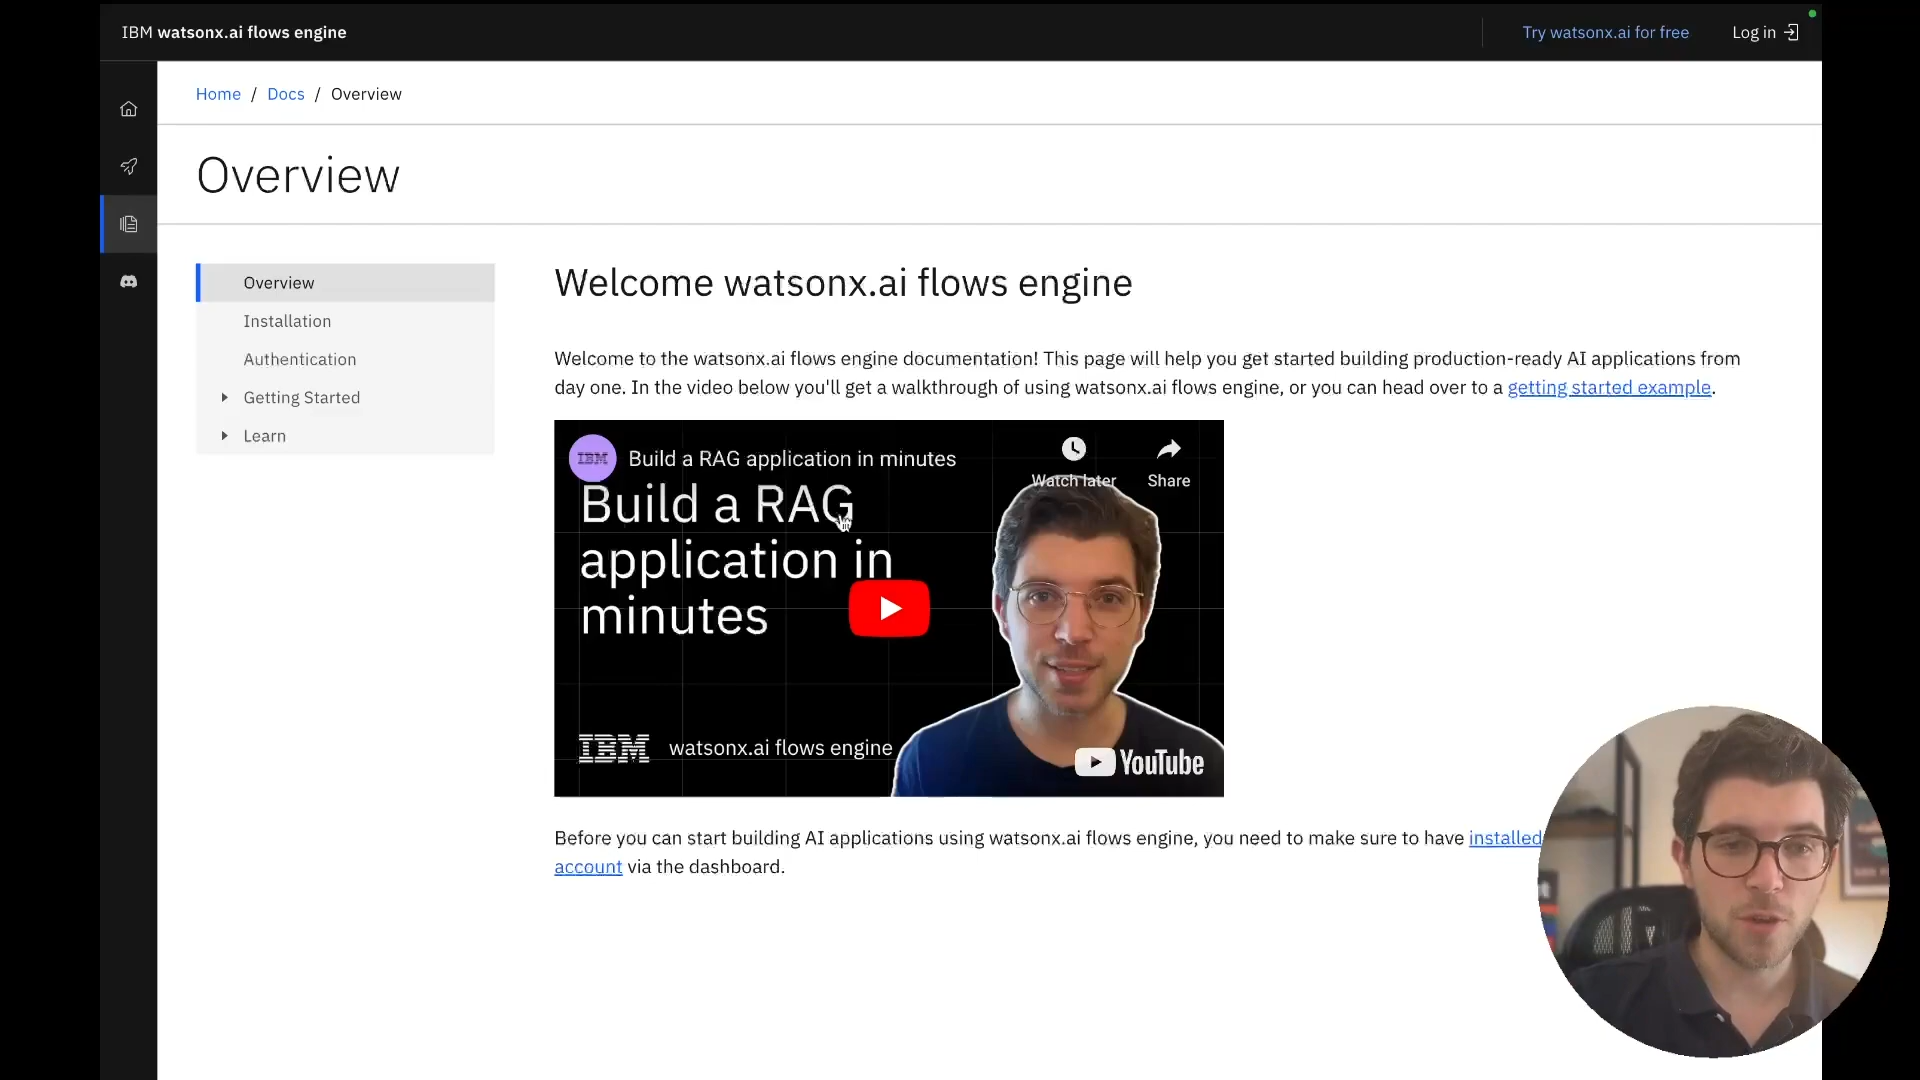 IBM watsonx.ai flows engine
Try watsonx.ai for free
Log in
Home / Docs / Overview
Overview
Overview
Installation
Authentication
Getting Started
Learn
Welcome watsonx.ai flows engine
Welcome to the watsonx.ai flows engine documentation! This page will help you get started building production-ready AI applications from
day one. In the video below you'll get a walkthrough of using watsonx.ai flows engine, or you can head over to a getting started example.
IBM
Build a RAG application in minutes
Watch later
Share
Build a RAG
application in
minutes
IBM watsonx.ai flows engine
YouTube
Before you can start building AI applications using watsonx.ai flows engine, you need to make sure to have installed
account via the dashboard.